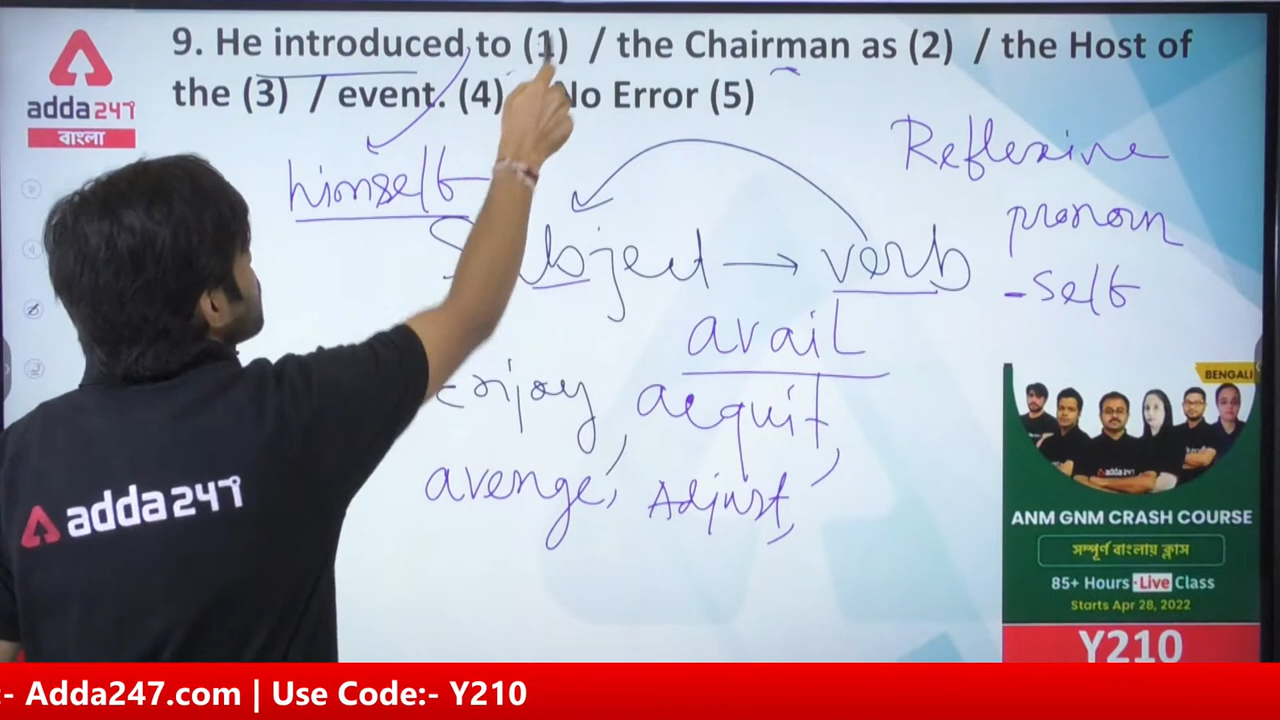 9. He introduced to (1) / the Chairman as (2) / the Host of
the (3) / event. (4) No Error (5)
adda247
বাংলা
himself
Reflexive
pronoun
-self
Subject → verb
avail
Enjoy, acquit,
avenge, Adjust,
adda247
BENGALI
ANM GNM CRASH COURSE
সম্পূর্ণ বাংলায় ক্লাস
85+ Hours Live Class
Starts Apr 28, 2022
Y210
:- Adda247.com | Use Code:- Y210